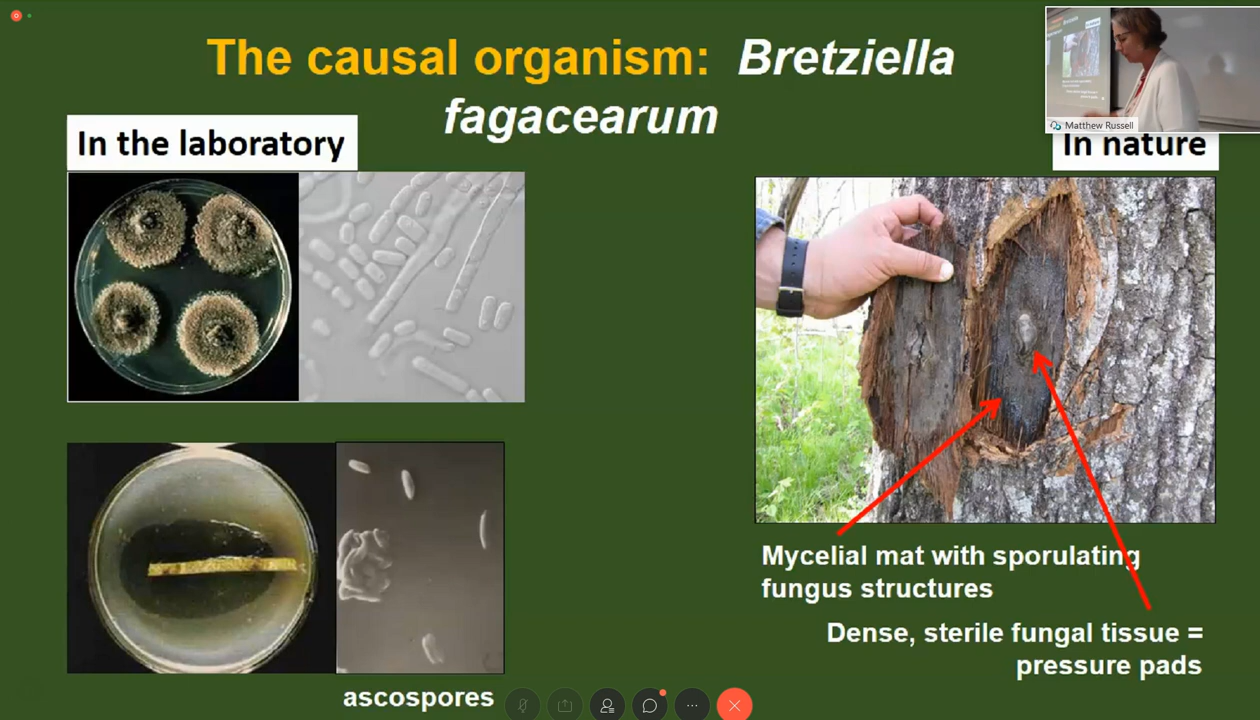 The causal organism: Bretziella
fagacearum
Matthew Russell
In the laboratory
In nature
Mycelial mat with sporulating
fungus structures
Dense, sterile fungal tissue =
pressure pads
ascospores